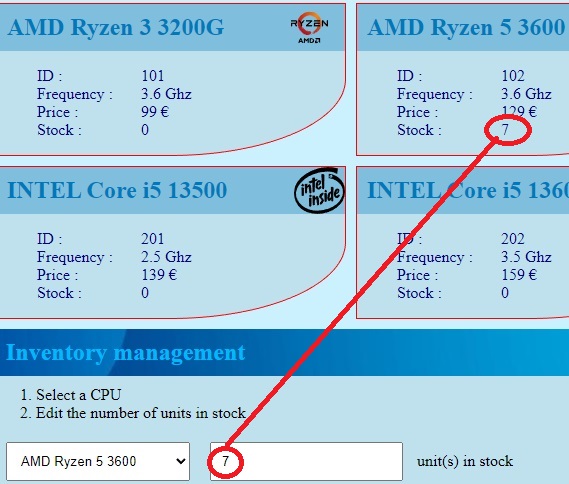 AMD Ryzen 3 3200G
RYZEN
AMD
ID : 101
Frequency : 3.6 Ghz
Price : 99 €
Stock : 0
AMD Ryzen 5 3600
ID : 102
Frequency : 3.6 Ghz
Price : 129 €
Stock : 7
INTEL Core i5 13500
intel
inside
ID : 201
Frequency : 2.5 Ghz
Price : 139 €
Stock : 0
INTEL Core i5 1360
ID : 202
Frequency : 3.5 Ghz
Price : 159 €
Stock : 0
Inventory management
1. Select a CPU
2. Edit the number of units in stock
AMD Ryzen 5 3600 7 unit(s) in stock